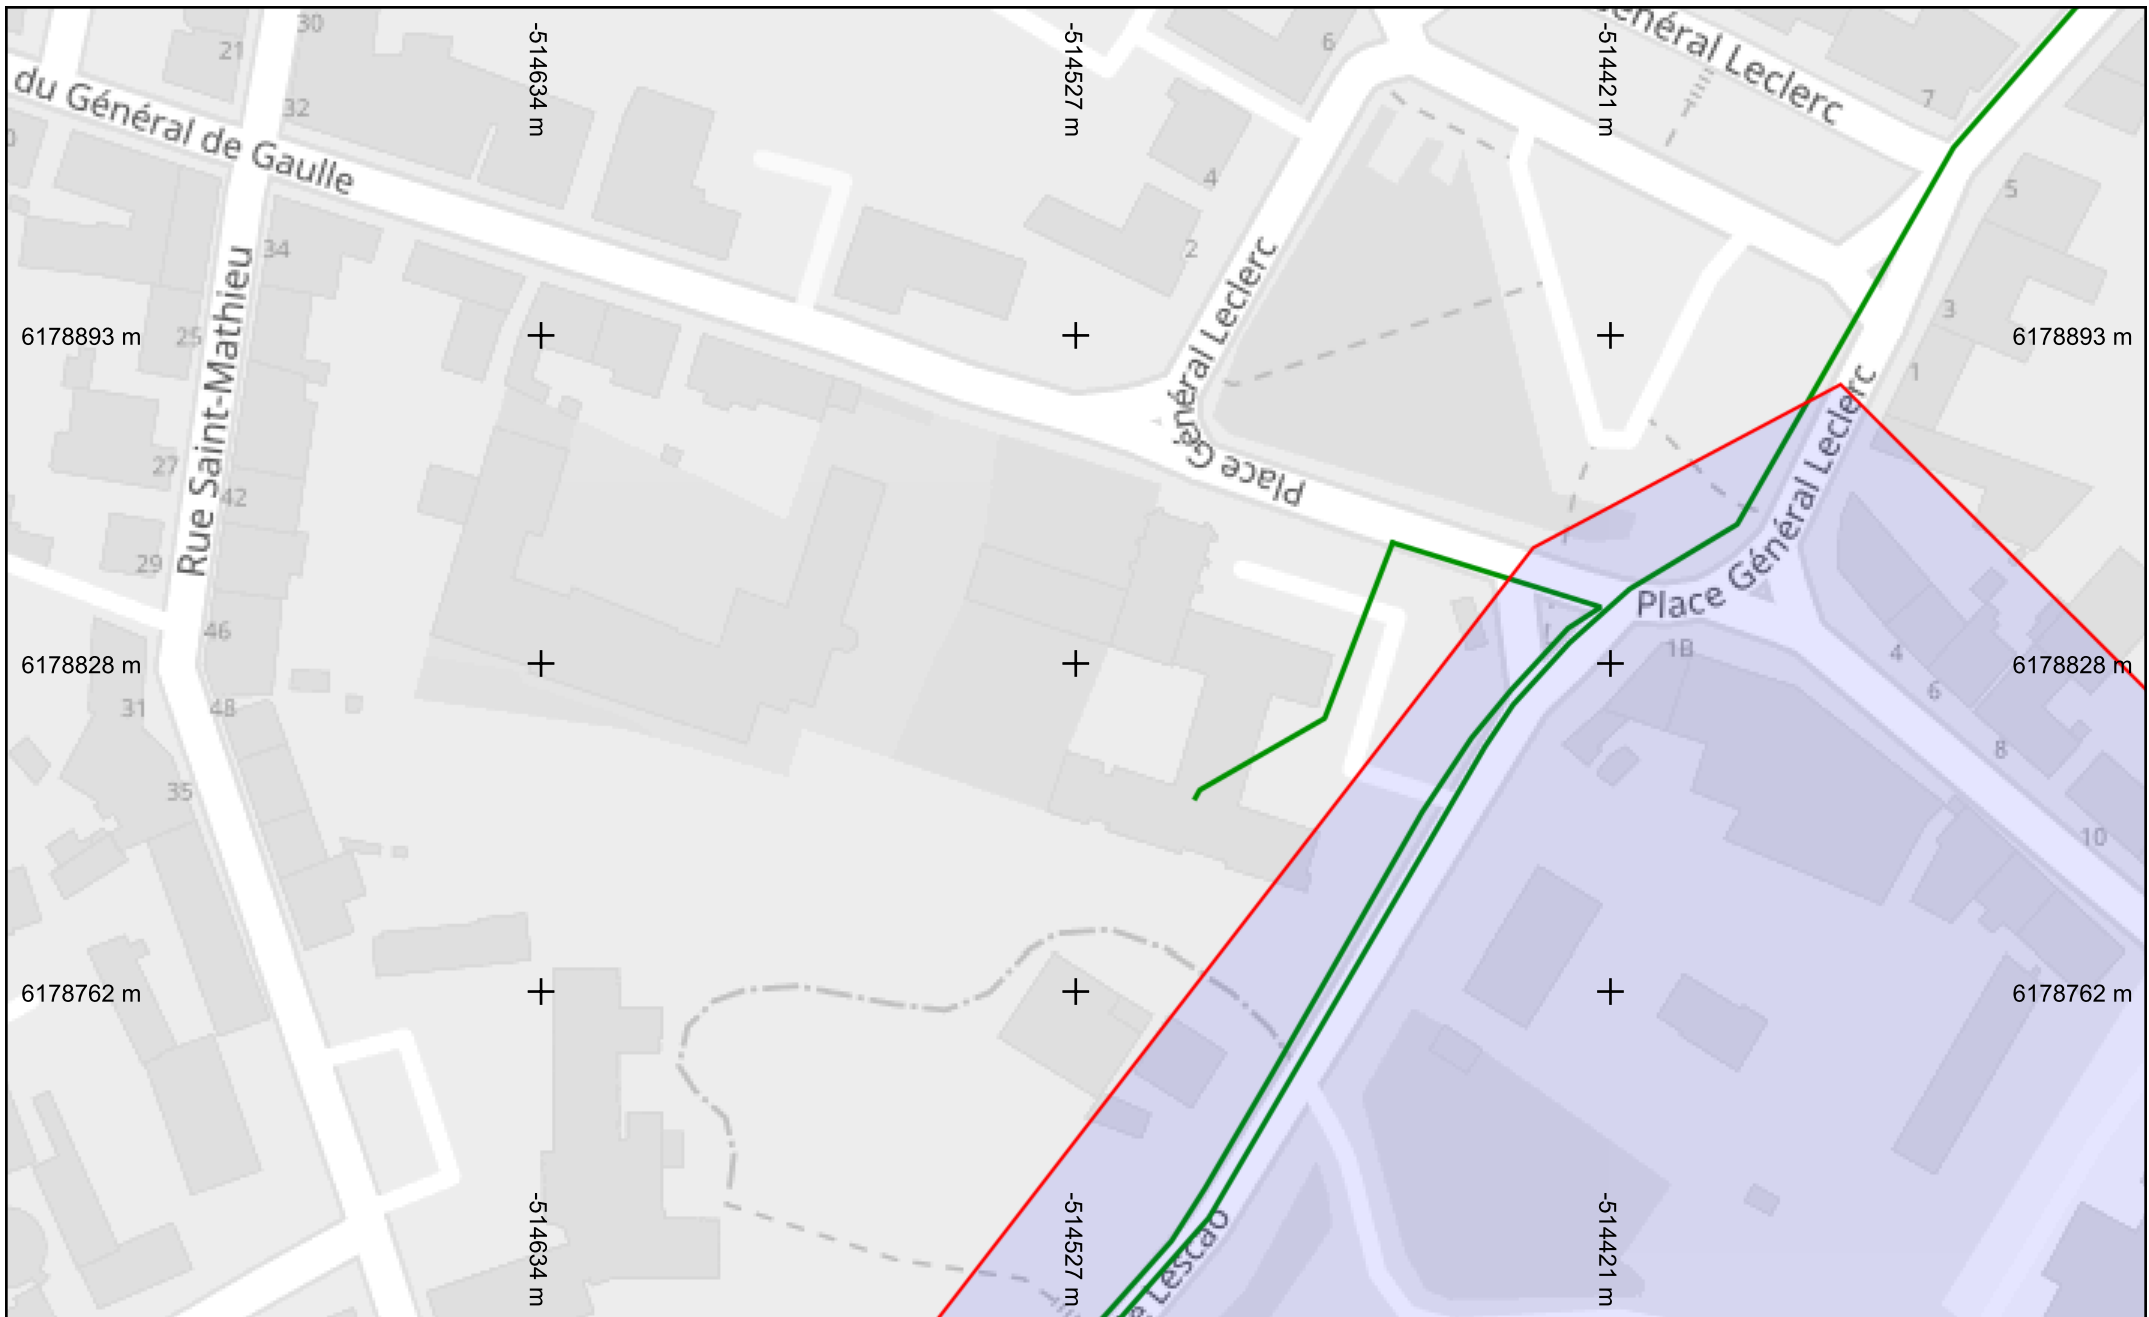 30
21
6
énéral Leclerc
du Général de Gaulle
32
7
-514634 m
-514527 m
-514421 m
4
5
34
2
3
6178893 m
25
6178893 m
Général Leclerc
Place
1
Rue Saint-Mathieu
27
42
29
Place Général Leclerc
46
1B
4
6178828 m
6178828 m
6
31
48
8
35
10
6178762 m
6178762 m
-514634 m
-514527 m
-514421 m
Lescao